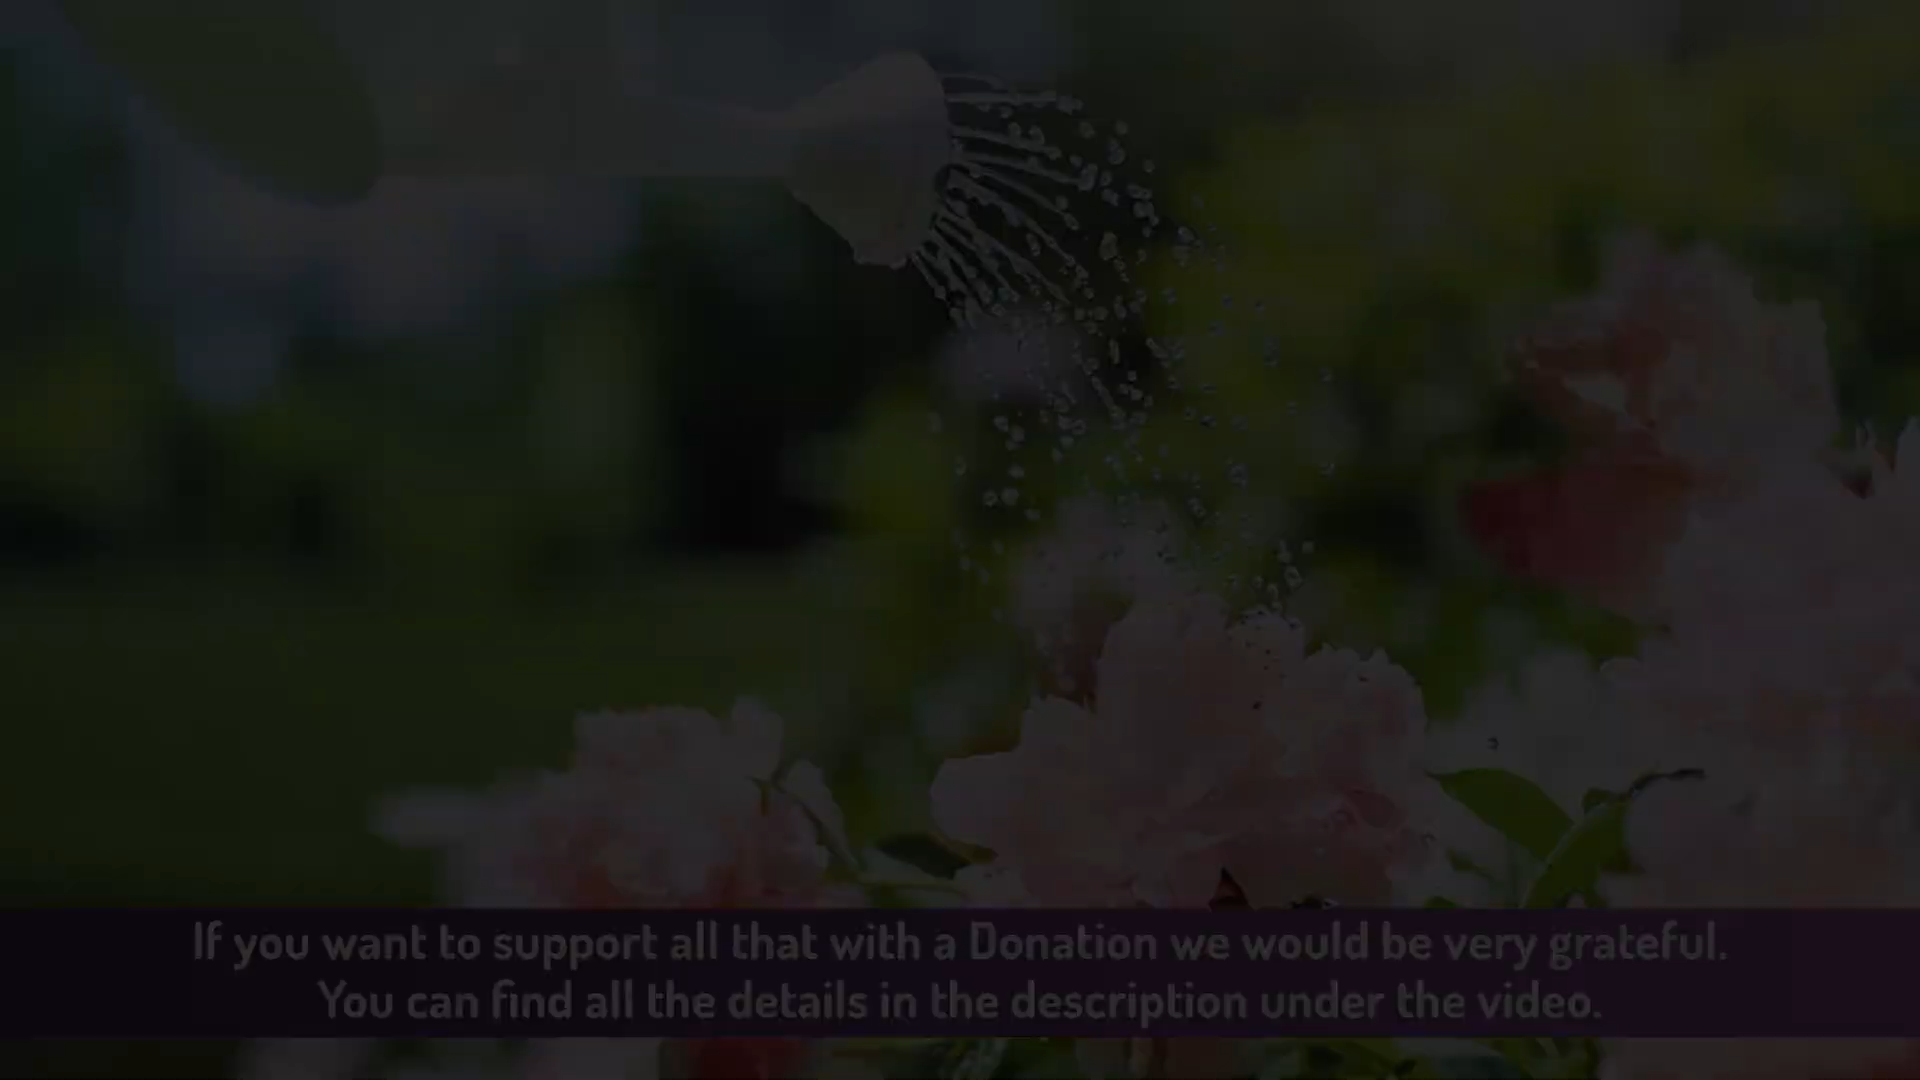 If you want to support all that with a Donation we would be very grateful.
You can find all the details in the description under the video.